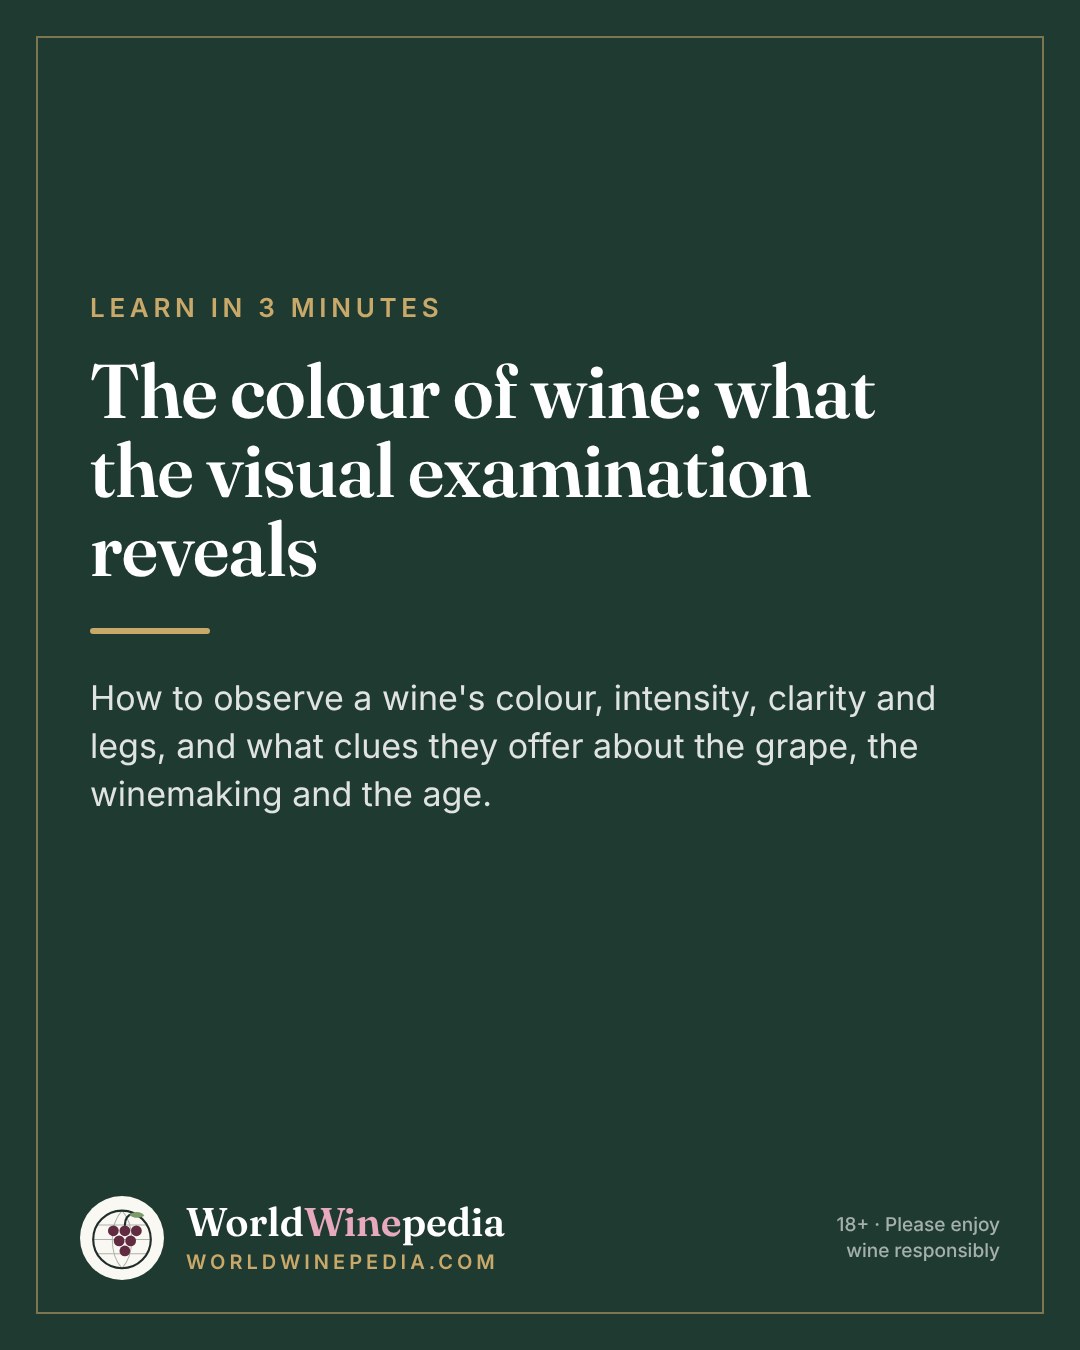 LEARN IN 3 MINUTES
The colour of wine: what
the visual examination
reveals
How to observe a wine's colour, intensity, clarity and
legs, and what clues they offer about the grape, the
winemaking and the age.
WorldWinepedia
WORLDWINEPEDIA.COM
18+ · Please enjoy
wine responsibly